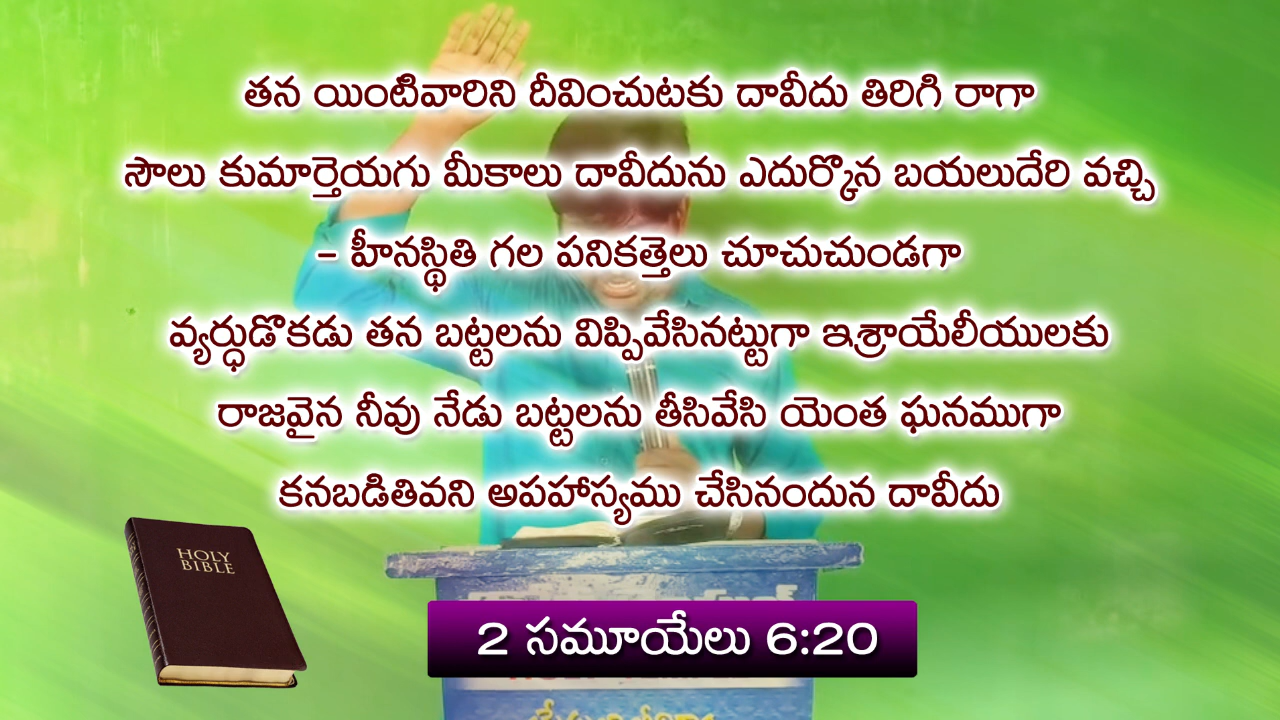 తన యింటివారిని దీవించుటకు దావీదు తిరిగి రాగా
సౌలు కుమార్తెయగు మీకాలు దావీదును ఎదుర్కొన బయలుదేరి వచ్చి
- హీనస్థితి గల పనికత్తెలు చూచుచుండగా
వ్యర్ధుడొకడు తన బట్టలను విప్పివేసినట్టుగా ఇశ్రాయేలీయులకు
రాజవైన నీవు నేడు బట్టలను తీసివేసి యెంత ఘనముగా
కనబడితివని అపహాస్యము చేసినందున దావీదు
HOLY
BIBLE
2 సమూయేలు 6:20